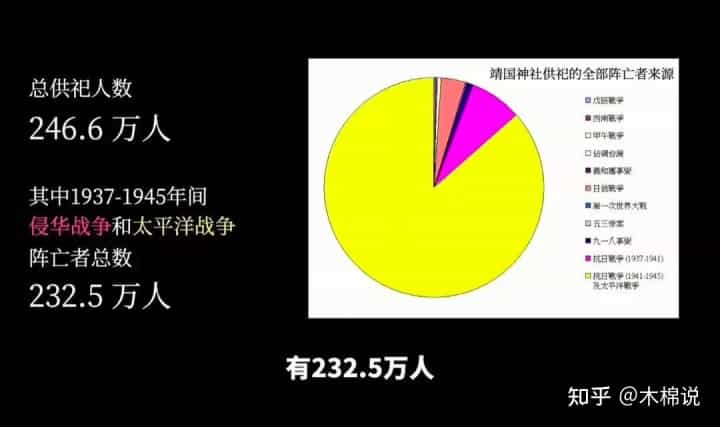 总供祀人数
246.6 万人
其中1937-1945年间
侵华战争和太平洋战争
阵亡者总数
232.5 万人
靖国神社供祀的全部阵亡者来源
戊辰戰爭
西南戰爭
甲午戰爭
佔領台灣
義和團事變
日俄戰爭
第一次世界大戰
五三慘案
九一八事變
抗日戰爭 (1937-1941)
抗日戰爭 (1941-1945)
及太平洋戰爭
有232.5万人
知乎 @木棉说